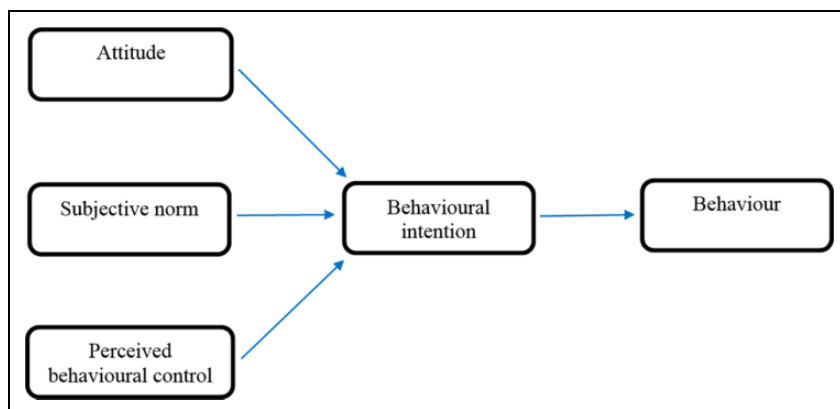 Attitude
Subjective norm
Behavioural
intention
Behaviour
Perceived
behavioural control